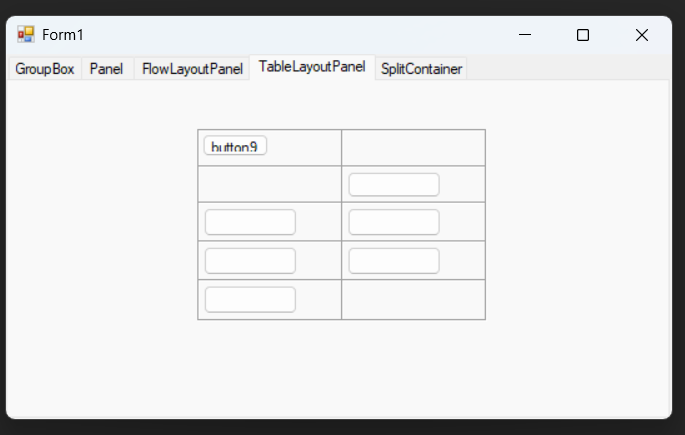 Form1
GroupBox Panel FlowLayoutPanel TableLayoutPanel SplitContainer
button9